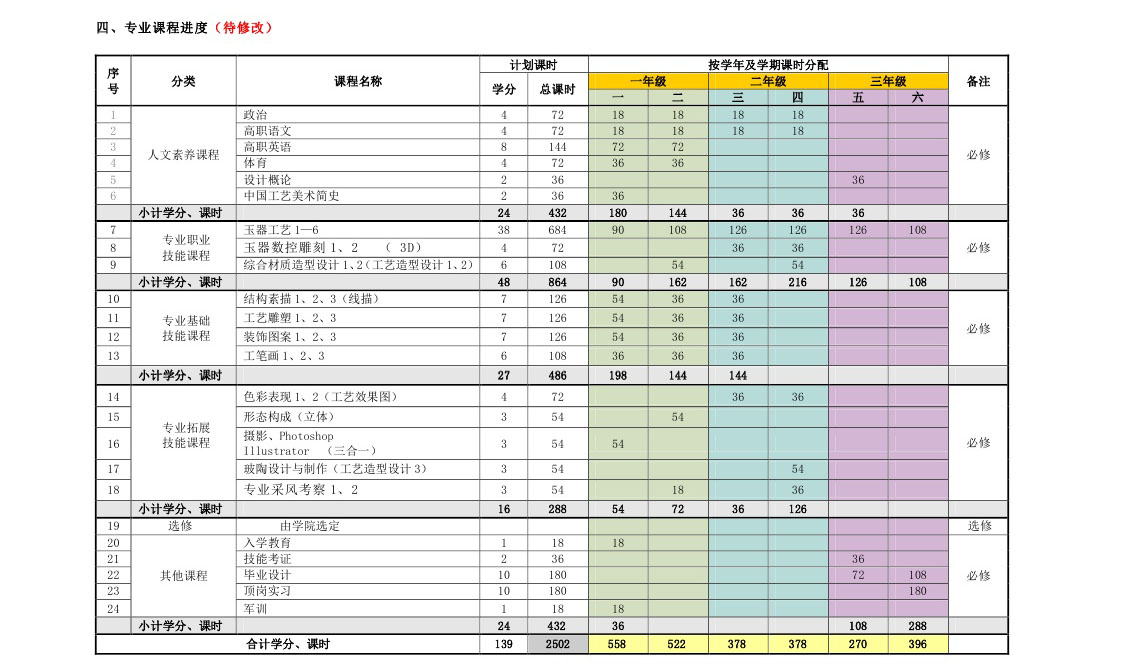 四、专业课程进度（待修改）
序号 分类 课程名称 计划课时 按学年及学期课时分配 备注
学分 总课时 一年级 二年级 三年级
一 二 三 四 五 六
1 人文素养课程 政治 4 72 18 18 18 18 必修
2 高职语文 4 72 18 18 18 18
3 高职英语 8 144 72 72
4 体育 4 72 36 36
5 设计概论 2 36 36
6 中国工艺美术简史 2 36 36
小计学分、课时 24 432 180 144 36 36 36
7 专业职业技能课程 玉器工艺 1—6 38 684 90 108 126 126 126 108 必修
8 玉器数控雕刻 1、2 （ 3D） 4 72 36 36
9 综合材质造型设计 1、2（工艺造型设计 1、2） 6 108 54 54
小计学分、课时 48 864 90 162 162 216 126 108
10 专业基础技能课程 结构素描 1、2、3（线描） 7 126 54 36 36 必修
11 工艺雕塑 1、2、3 7 126 54 36 36
12 装饰图案 1、2、3 7 126 54 36 36
13 工笔画 1、2、3 6 108 36 36 36
小计学分、课时 27 486 198 144 144
14 专业拓展技能课程 色彩表现 1、2（工艺效果图） 4 72 36 36 必修
15 形态构成（立体） 3 54 54
16 摄影、Photoshop
Illustrator （三合一） 3 54 54
17 玻陶设计与制作（工艺造型设计 3） 3 54 54
18 专业采风考察 1、2 3 54 18 36
小计学分、课时 16 288 54 72 36 126
19 选修 由学院选定 选修
20 其他课程 入学教育 1 18 18 必修
21 技能考证 2 36 36
22 毕业设计 10 180 72 108
23 顶岗实习 10 180 180
24 军训 1 18 18
小计学分、课时 24 432 36 108 288
合计学分、课时 139 2502 558 522 378 378 270 396